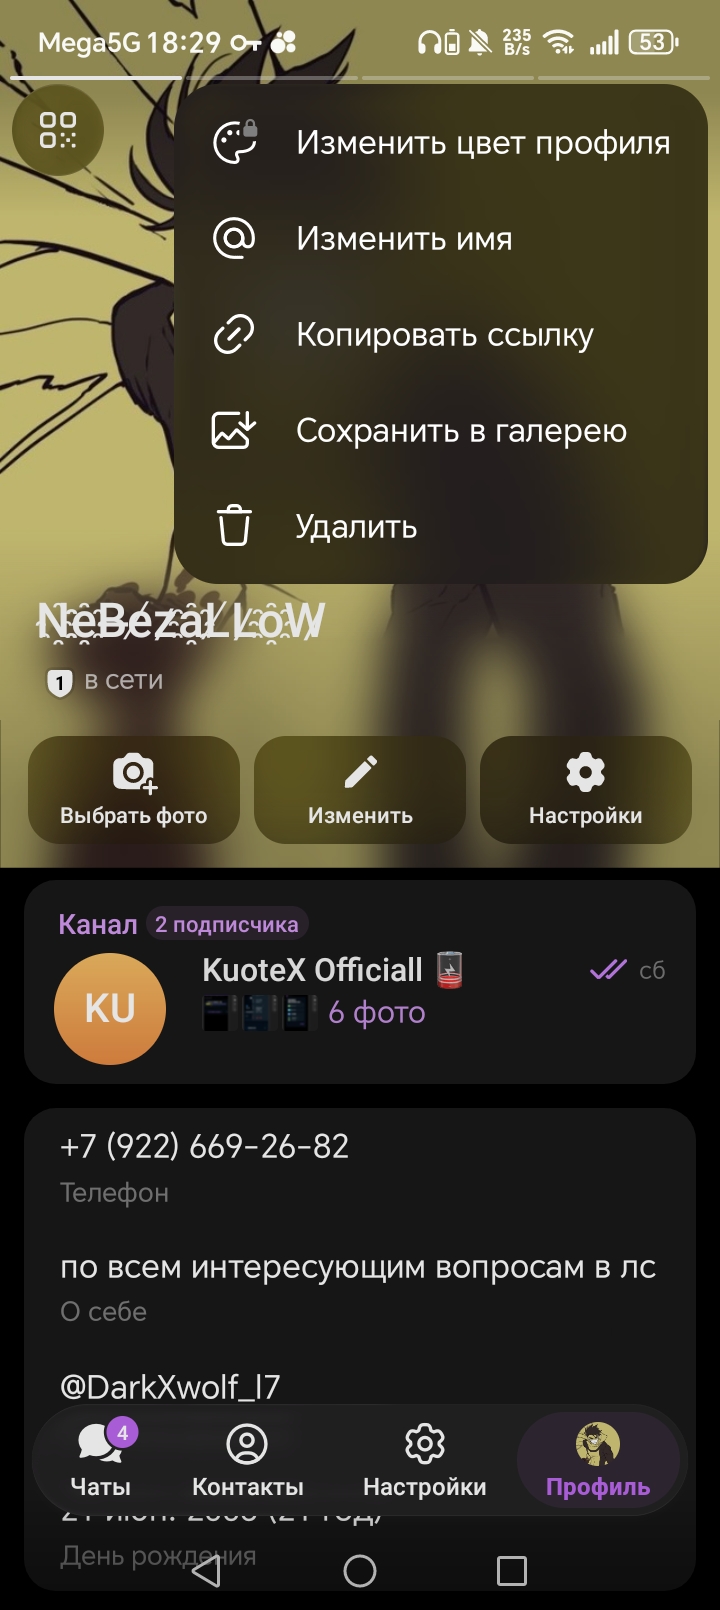 Mega5G 18:29 235 B/s 53
Изменить цвет профиля
Изменить имя
Копировать ссылку
Сохранить в галерею
Удалить
NeBezaLLoW
1 в сети
Выбрать фото Изменить Настройки
Канал 2 подписчика
KU KuoteX Officiall сб
6 фото
+7 (922) 669-26-82
Телефон
по всем интересующим вопросам в лс
О себе
@DarkXwolf_l7
4
Чаты Контакты Настройки Профиль
День рождения